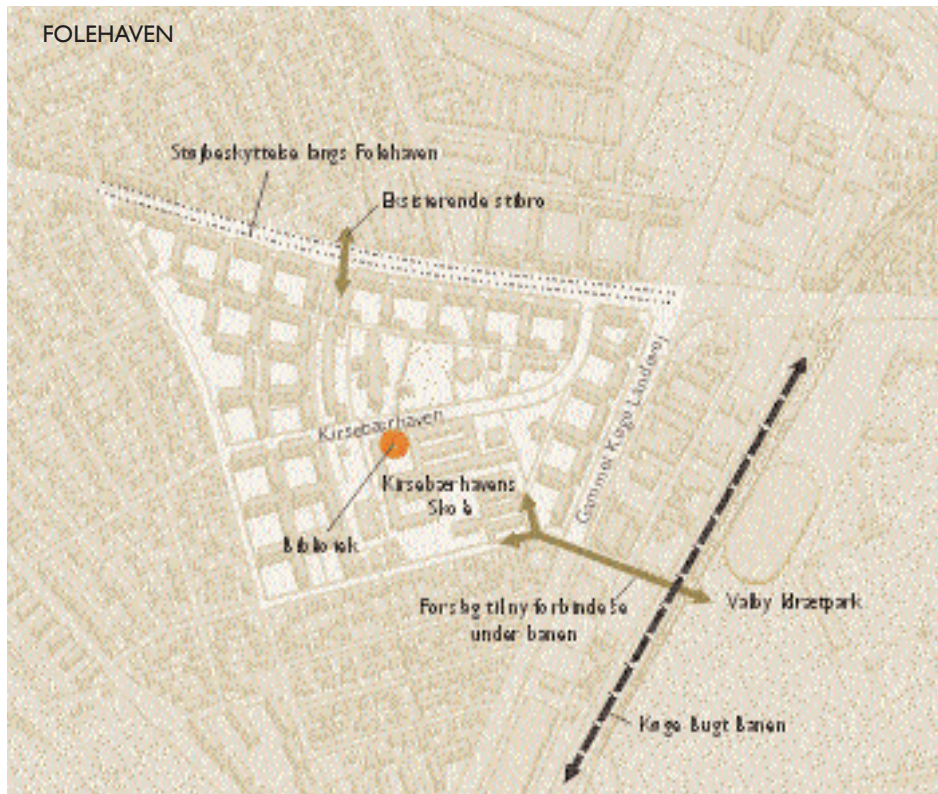 FOLEHAVEN
Støjbeskyttelse langs Folehaven
Eksisterende stibro
Gammel Køge Landevej
Kirsebærhaven
Kirsebærhavens
Skole
Bibliotek
Forslag til ny forbindelse
under banen
Valby Idrætpark
Køge Bugt Banen